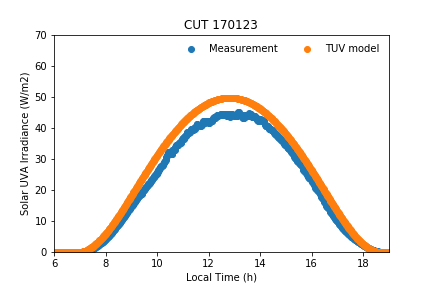 CUT 170123
Measurement
TUV model
Solar UVA Irradiance (W/m2)
70
60
50
40
30
20
10
0
6 8 10 12 14 16 18
Local Time (h)